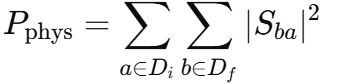 P_phys = ∑_{a∈D_i} ∑_{b∈D_f} |S_{ba}|^2